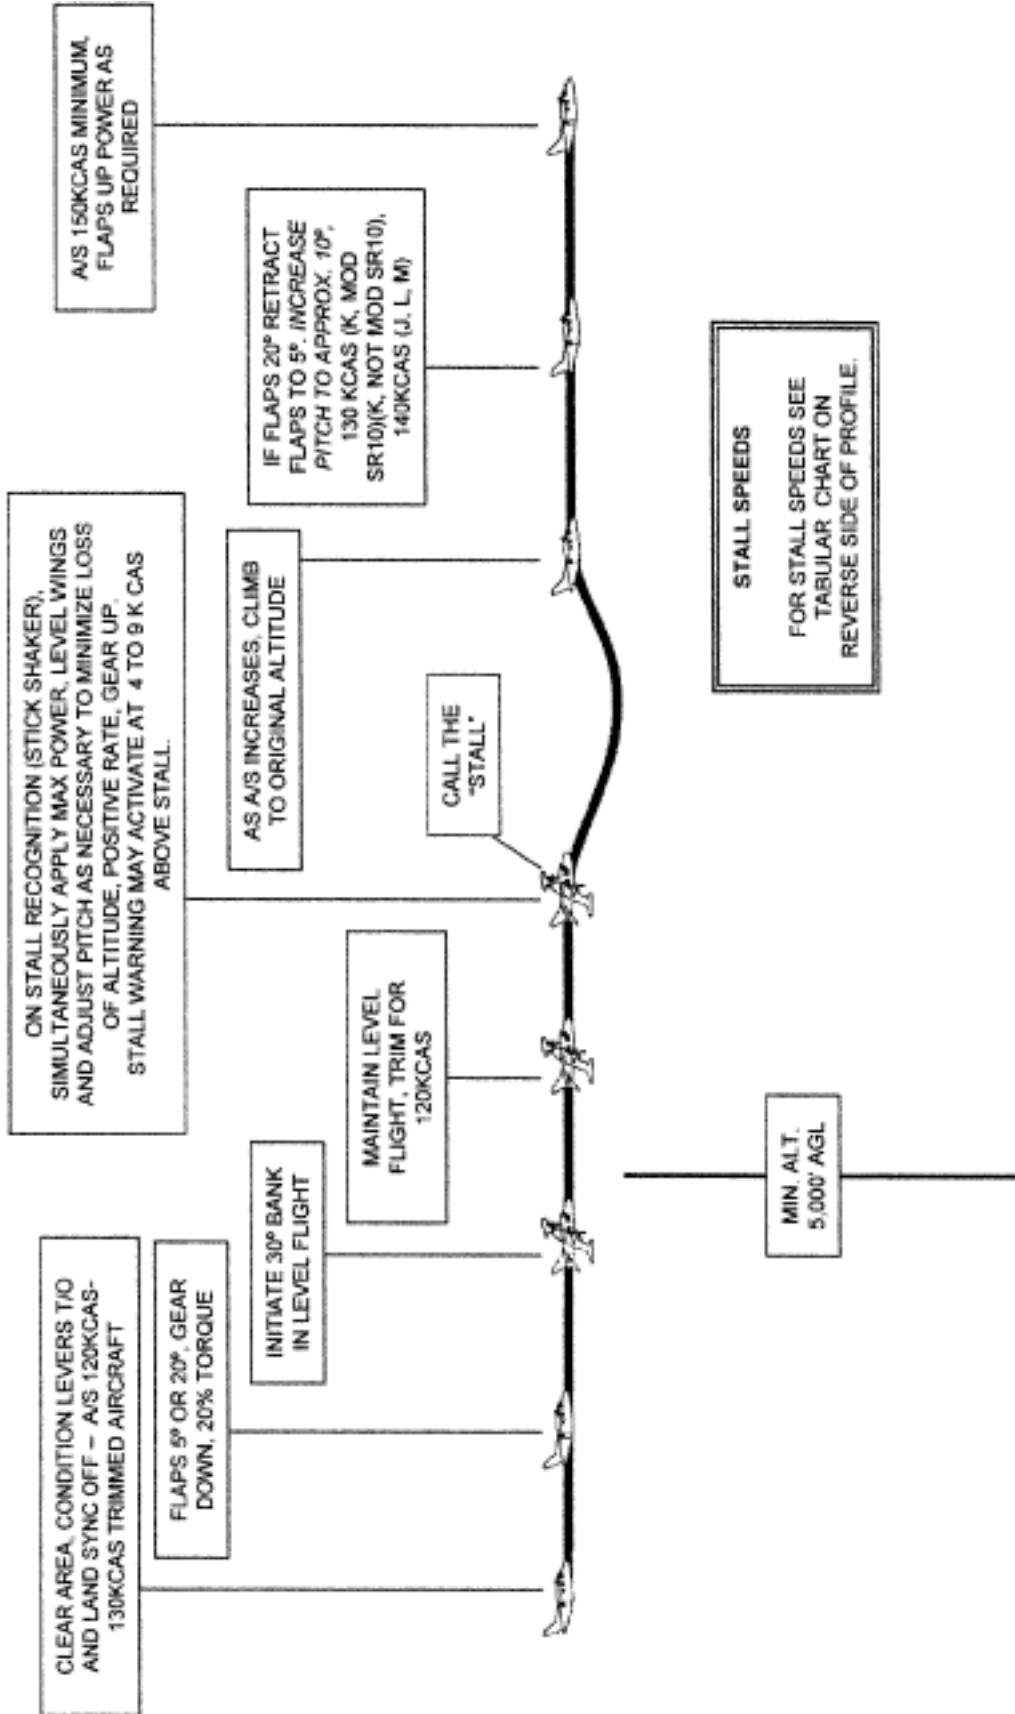 CLEAR AREA, CONDITION LEVERS T/O
AND LAND SYNC OFF – A/S 120KCAS-
130KCAS TRIMMED AIRCRAFT
FLAPS 5º OR 20º, GEAR
DOWN, 20% TORQUE
INITIATE 30º BANK
IN LEVEL FLIGHT
MAINTAIN LEVEL
FLIGHT, TRIM FOR
120KCAS
ON STALL RECOGNITION (STICK SHAKER),
SIMULTANEOUSLY APPLY MAX POWER, LEVEL WINGS
AND ADJUST PITCH AS NECESSARY TO MINIMIZE LOSS
OF ALTITUDE, POSITIVE RATE, GEAR UP.
STALL WARNING MAY ACTIVATE AT 4 TO 9 K CAS
ABOVE STALL.
CALL THE
"STALL"
AS A/S INCREASES, CLIMB
TO ORIGINAL ALTITUDE
IF FLAPS 20º RETRACT
FLAPS TO 5º. INCREASE
PITCH TO APPROX. 10º,
130 KCAS (K, MOD
SR10)(K, NOT MOD SR10),
140KCAS (J, L, M)
A/S 150KCAS MINIMUM,
FLAPS UP POWER AS
REQUIRED
MIN. ALT.
5,000' AGL
STALL SPEEDS
FOR STALL SPEEDS SEE
TABULAR CHART ON
REVERSE SIDE OF PROFILE.